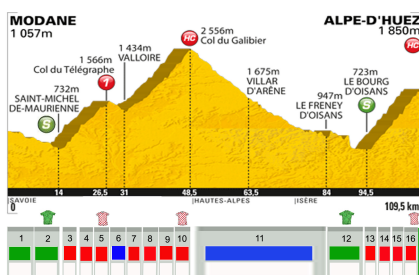 MODANE
1 057m
ALPE-D'HUEZ
1 850m
HC
2 556m
Col du Galibier
HC
1 566m
Col du Télégraphe
1
1 434m
VALLOIRE
732m
SAINT-MICHEL
DE-MAURIENNE
S
1 675m
VILLAR
D'ARÈNE
947m
LE FRENEY
D'OISANS
723m
LE BOURG
D'OISANS
S
14 26,5 31 48,5 63,5 84 94,5
SAVOIE |HAUTES-ALPES |ISÈRE
0 109,5 km
1 2 3 4 5 6 7 8 9 10 11 12 13 14 15 16